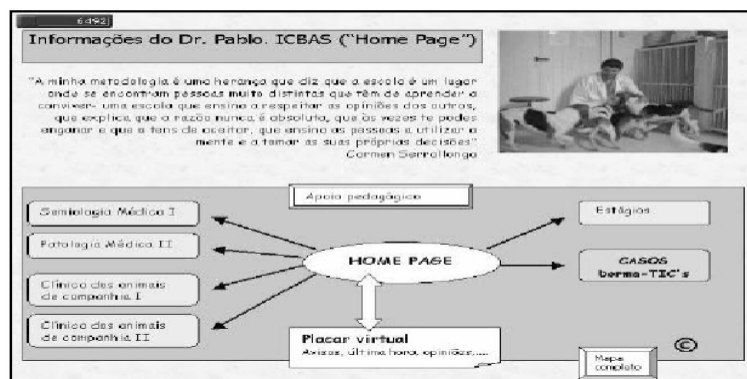 6492
Informações do Dr. Pablo. ICBAS ("Home Page")
"A minha metodologia é uma herança que diz que a escola é um lugar
onde se encontram pessoas muito distintas que têm de aprender a
conviver- uma escola que ensina a respeitar as opiniões dos outros,
que explica que a razão nunca é absoluta, que às vezes te podes
enganar e que o tens de aceitar, que ensina as pessoas a utilizar a
mente e a tomar as suas próprias decisões"
Carmen Serrallonga
Apoio pedagógico
Semiologia Médica I
Patologia Médica II
Clínica dos animais
de companhia I
Clínica dos animais
de companhia II
HOME PAGE
Estágios
CASOS
berma-TIC's
Placar virtual
Avisos, última hora, opiniões,....
©
Mapa
completo